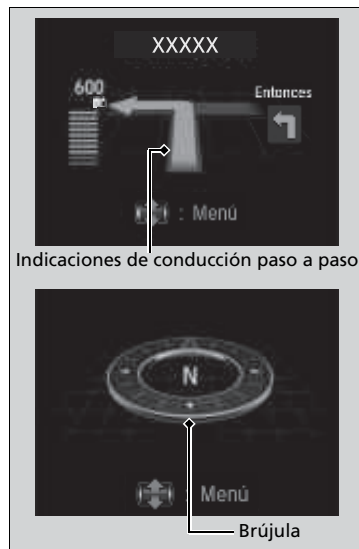 XXXXX
600
Entonces
: Menú
Indicaciones de conducción paso a paso
N
: Menú
Brújula